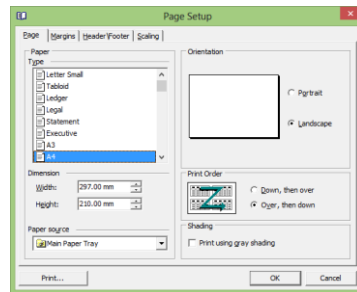 Page Setup
Page
Margins
Header\Footer
Scaling
Paper
Type
Letter Small
Tabloid
Ledger
Legal
Statement
Executive
A3
A4
Dimension
Width: 297.00 mm
Height: 210.00 mm
Paper source
Main Paper Tray
Orientation
Portrait
Landscape
Print Order
Down, then over
Over, then down
Shading
Print using gray shading
Print...
OK
Cancel